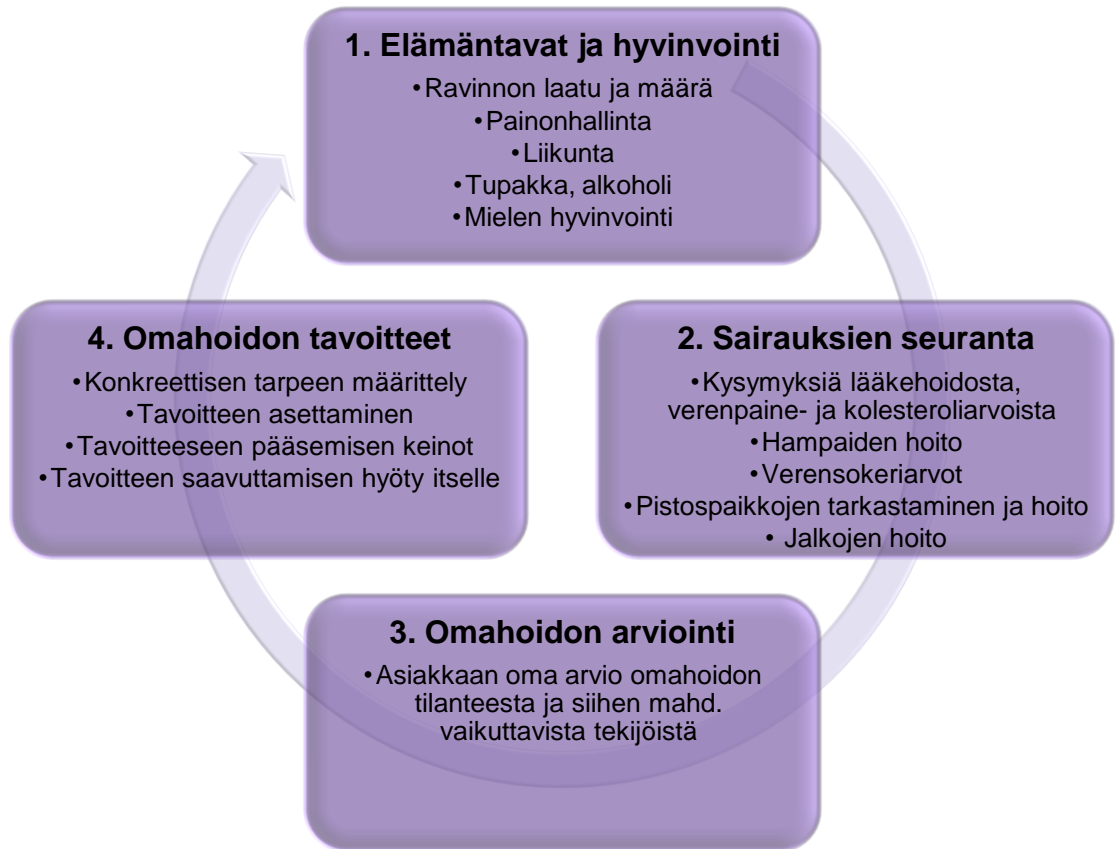 1. Elämäntavat ja hyvinvointi
•Ravinnon laatu ja määrä
•Painonhallinta
•Liikunta
•Tupakka, alkoholi
•Mielen hyvinvointi
2. Sairauksien seuranta
•Kysymyksiä lääkehoidosta,
verenpaine- ja kolesteroliarvoista
•Hampaiden hoito
•Verensokeriarvot
•Pistospaikkojen tarkastaminen ja hoito
• Jalkojen hoito
3. Omahoidon arviointi
•Asiakkaan oma arvio omahoidon
tilanteesta ja siihen mahd.
vaikuttavista tekijöistä
4. Omahoidon tavoitteet
•Konkreettisen tarpeen määrittely
•Tavoitteen asettaminen
•Tavoitteeseen pääsemisen keinot
•Tavoitteen saavuttamisen hyöty itselle